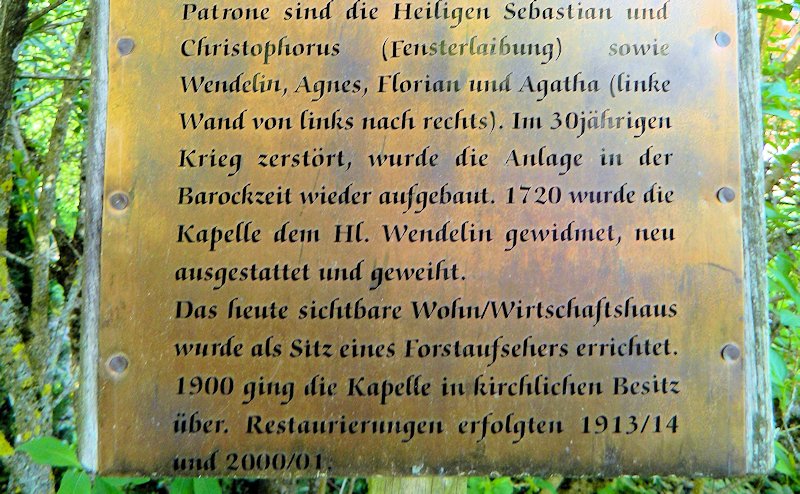 Patrone sind die Heiligen Sebastian und
Christophorus (Fensterlaibung) sowie
Wendelin, Agnes, Florian und Agatha (linke
Wand von links nach rechts). Im 30jährigen
Krieg zerstört, wurde die Anlage in der
Barockzeit wieder aufgebaut. 1720 wurde die
Kapelle dem Hl. Wendelin gewidmet, neu
ausgestattet und geweiht.
Das heute sichtbare Wohn/Wirtschaftshaus
wurde als Sitz eines Forstaufsehers errichtet.
1900 ging die Kapelle in kirchlichen Besitz
über. Restaurierungen erfolgten 1913/14
und 2000/01.